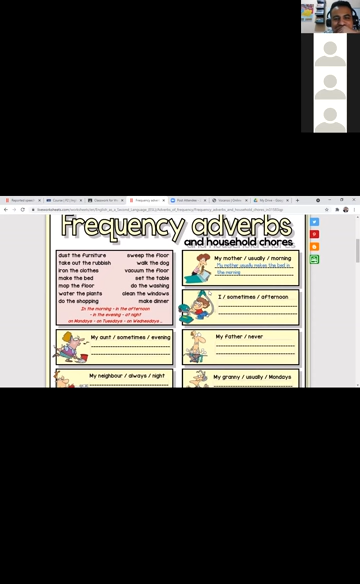 Frequency adverbs
and household chores
dust the furniture
take out the rubbish
iron the clothes
make the bed
mop the floor
water the plants
do the shopping
sweep the floor
walk the dog
vacuum the floor
set the table
do the washing
clean the windows
make dinner
In the morning - in the afternoon
- in the evening - at night
on Mondays - on Tuesdays - on Wednesdays...
My mother / usually / morning
My mother usually makes the bed in
the morning
I / sometimes / afternoon
My aunt / sometimes / evening
My father / never
My neighbour / always / night
My granny / usually / Mondays